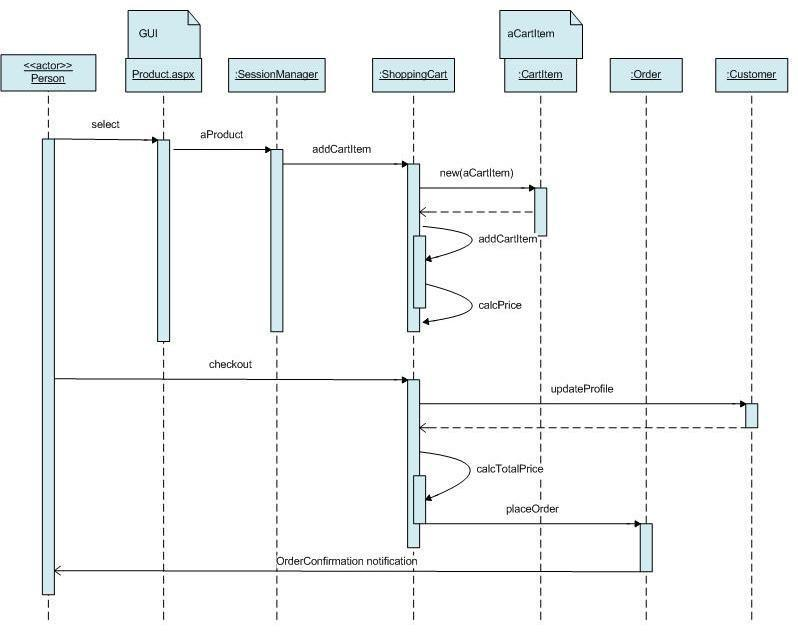 GUI
aCartItem
<<actor>>
Person
Product.aspx
:SessionManager
:ShoppingCart
:CartItem
:Order
:Customer
select
aProduct
addCartItem
new(aCartItem)
addCartItem
calcPrice
checkout
updateProfile
calcTotalPrice
placeOrder
OrderConfirmation notification